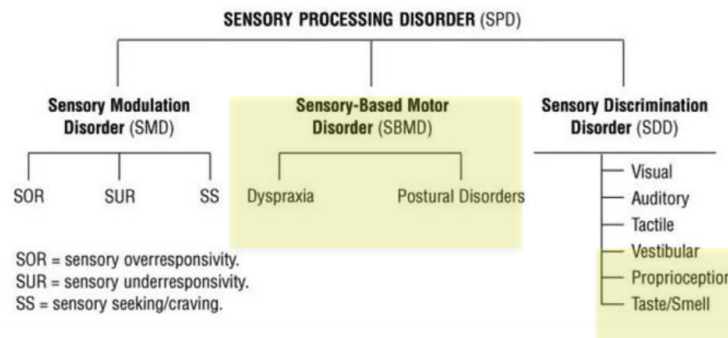 SENSORY PROCESSING DISORDER (SPD)
Sensory Modulation
Disorder (SMD)
Sensory-Based Motor
Disorder (SBMD)
Sensory Discrimination
Disorder (SDD)
SOR
SUR
SS
Dyspraxia
Postural Disorders
Visual
Auditory
Tactile
Vestibular
Proprioception
Taste/Smell
SOR = sensory overresponsivity.
SUR = sensory underresponsivity.
SS = sensory seeking/craving.